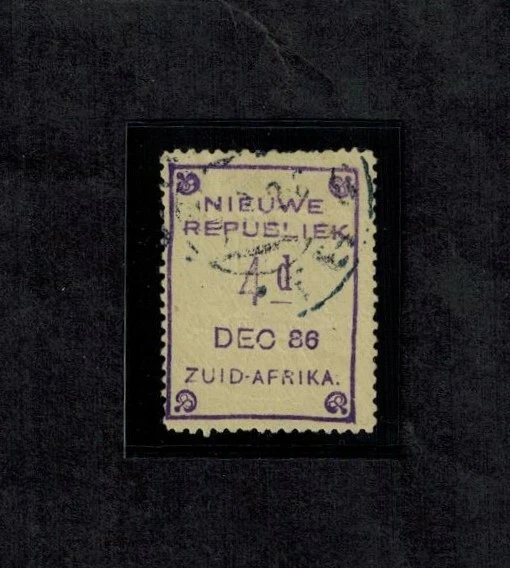 NIEUWE
REPUBLIEK
4d
DEC 86
ZUID-AFRIKA.